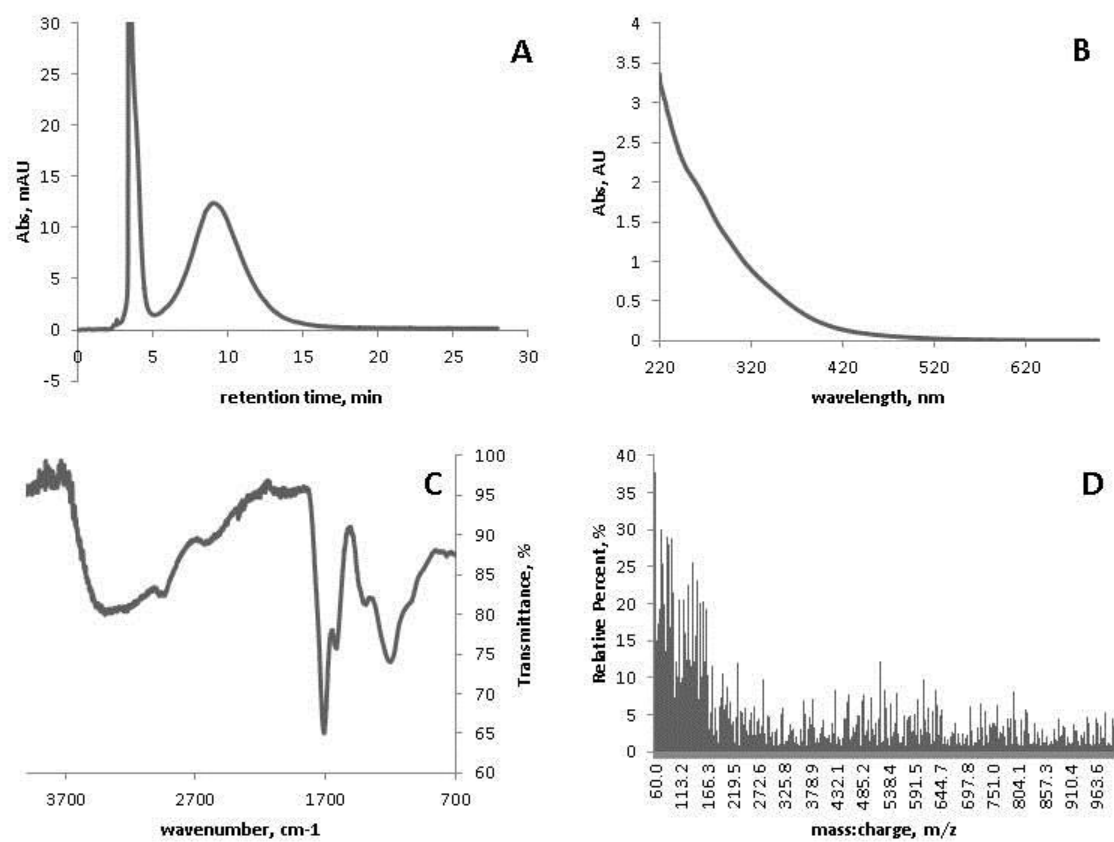 A
Abs, mAU
30
25
20
15
10
5
0
-5
0 5 10 15 20 25 30
retention time, min
B
Abs, AU
4
3.5
3
2.5
2
1.5
1
0.5
0
220 320 420 520 620
wavelength, nm
C
100
95
90
85
80
75
70
65
60
Transmittance, %
3700 2700 1700 700
wavenumber, cm-1
D
Relative Percent, %
40
35
30
25
20
15
10
5
0
60.0 113.2 166.3 219.5 272.6 325.8 378.9 432.1 485.2 538.4 591.5 644.7 697.8 751.0 804.1 857.3 910.4 963.6
mass:charge, m/z